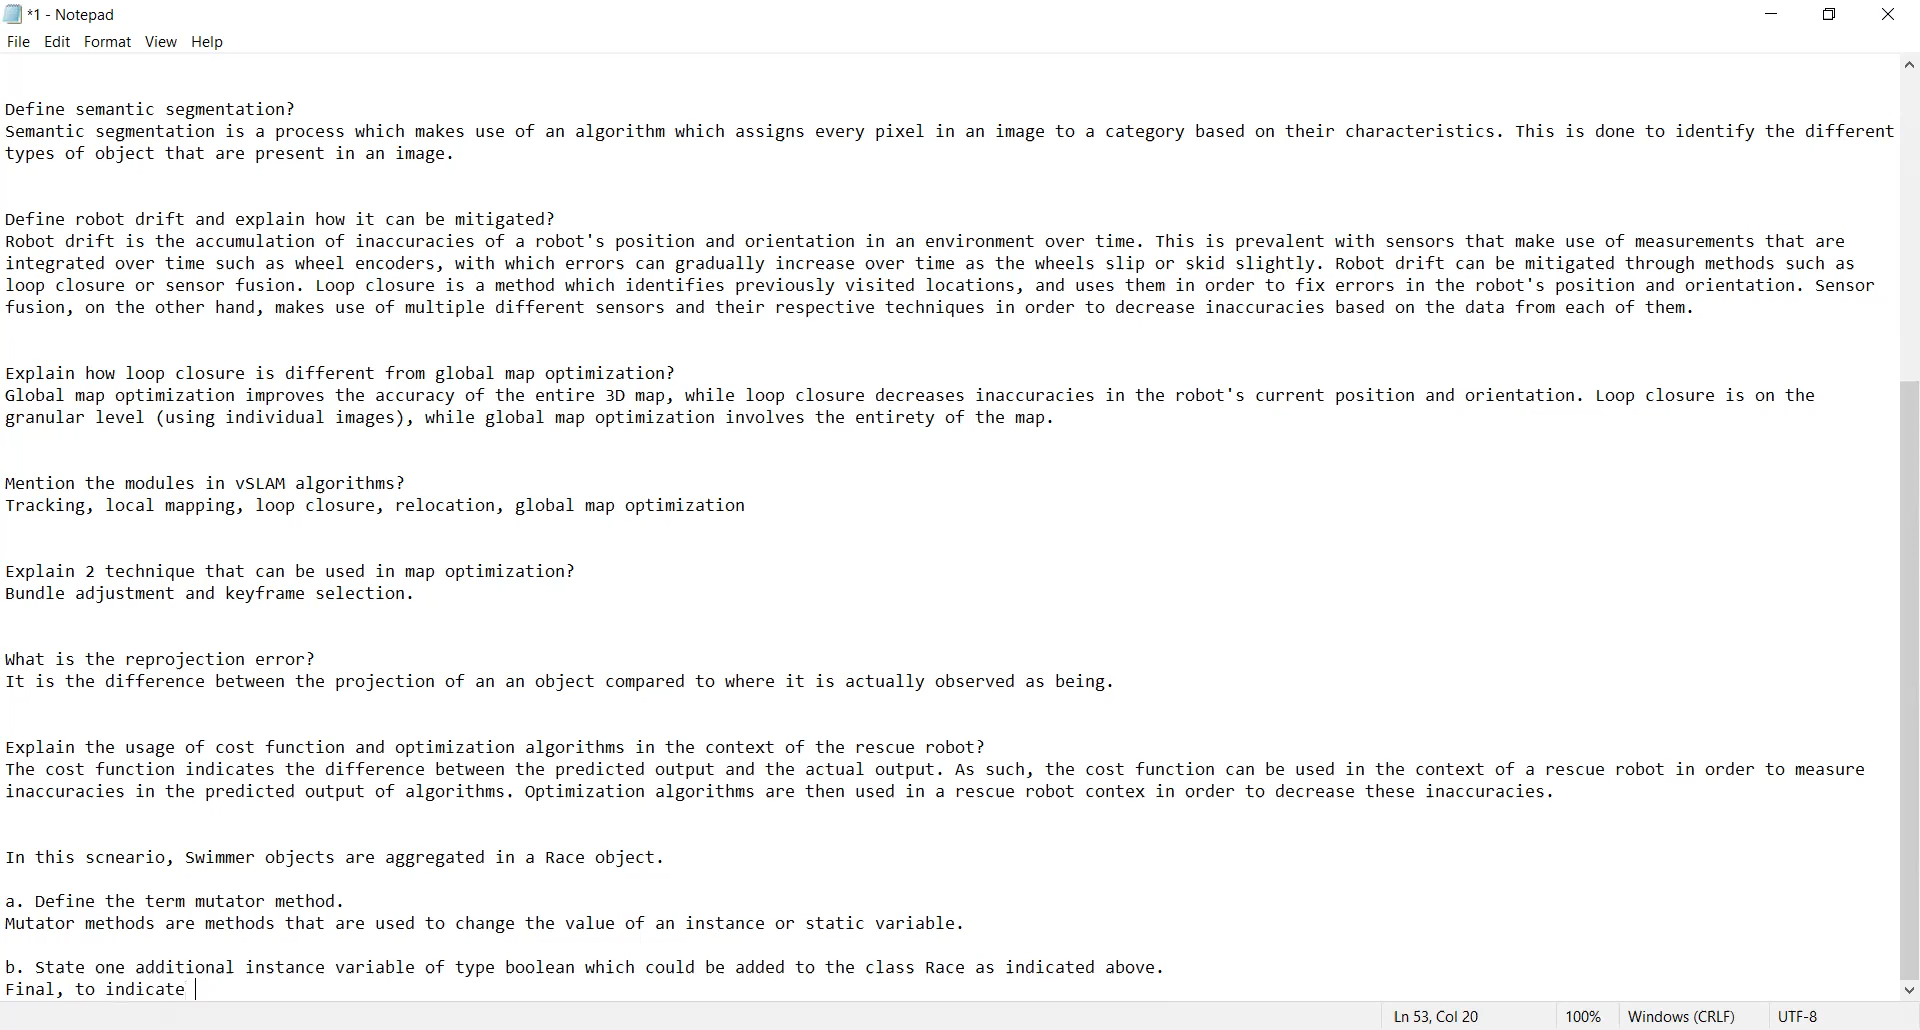 *1 - Notepad
File Edit Format View Help
Define semantic segmentation?
Semantic segmentation is a process which makes use of an algorithm which assigns every pixel in an image to a category based on their characteristics. This is done to identify the different
types of object that are present in an image.
Define robot drift and explain how it can be mitigated?
Robot drift is the accumulation of inaccuracies of a robot's position and orientation in an environment over time. This is prevalent with sensors that make use of measurements that are
integrated over time such as wheel encoders, with which errors can gradually increase over time as the wheels slip or skid slightly. Robot drift can be mitigated through methods such as
loop closure or sensor fusion. Loop closure is a method which identifies previously visited locations, and uses them in order to fix errors in the robot's position and orientation. Sensor
fusion, on the other hand, makes use of multiple different sensors and their respective techniques in order to decrease inaccuracies based on the data from each of them.
Explain how loop closure is different from global map optimization?
Global map optimization improves the accuracy of the entire 3D map, while loop closure decreases inaccuracies in the robot's current position and orientation. Loop closure is on the
granular level (using individual images), while global map optimization involves the entirety of the map.
Mention the modules in vSLAM algorithms?
Tracking, local mapping, loop closure, relocation, global map optimization
Explain 2 technique that can be used in map optimization?
Bundle adjustment and keyframe selection.
What is the reprojection error?
It is the difference between the projection of an an object compared to where it is actually observed as being.
Explain the usage of cost function and optimization algorithms in the context of the rescue robot?
The cost function indicates the difference between the predicted output and the actual output. As such, the cost function can be used in the context of a rescue robot in order to measure
inaccuracies in the predicted output of algorithms. Optimization algorithms are then used in a rescue robot contex in order to decrease these inaccuracies.
In this scneario, Swimmer objects are aggregated in a Race object.
a. Define the term mutator method.
Mutator methods are methods that are used to change the value of an instance or static variable.
b. State one additional instance variable of type boolean which could be added to the class Race as indicated above.
Final, to indicate
Ln 53, Col 20 100% Windows (CRLF) UTF-8